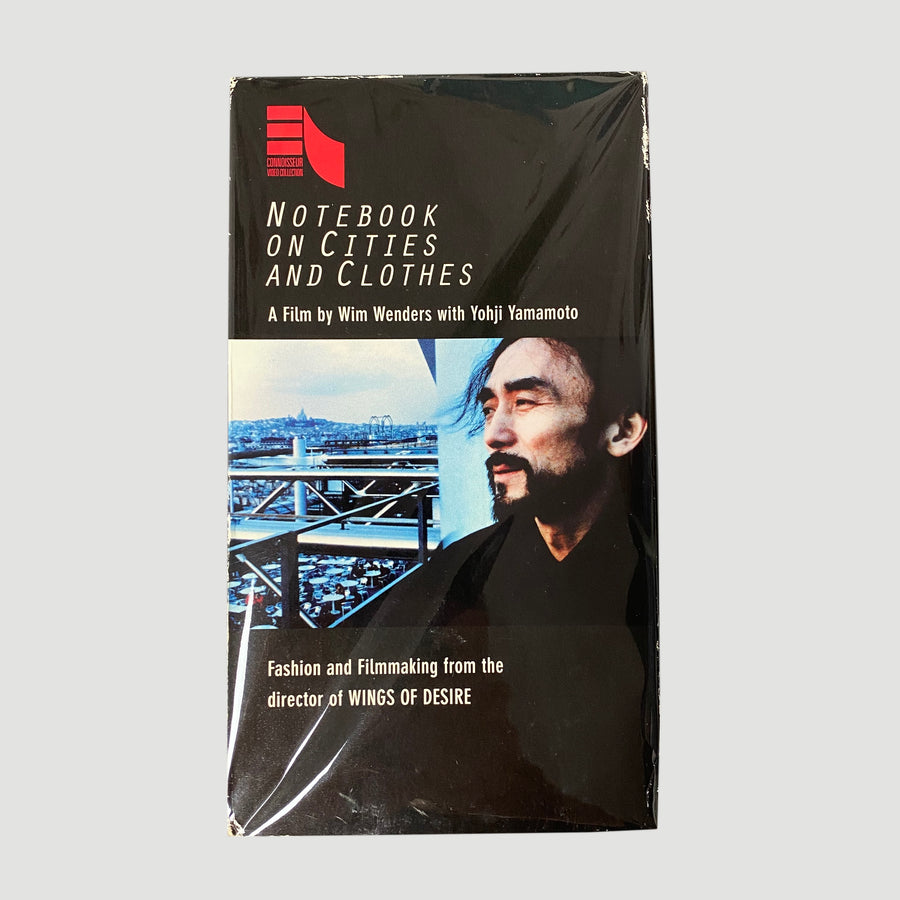 CONNOISSEUR
VIDEO COLLECTION
NOTEBOOK
ON CITIES
AND CLOTHES
A Film by Wim Wenders with Yohji Yamamoto
Fashion and Filmmaking from the
director of WINGS OF DESIRE